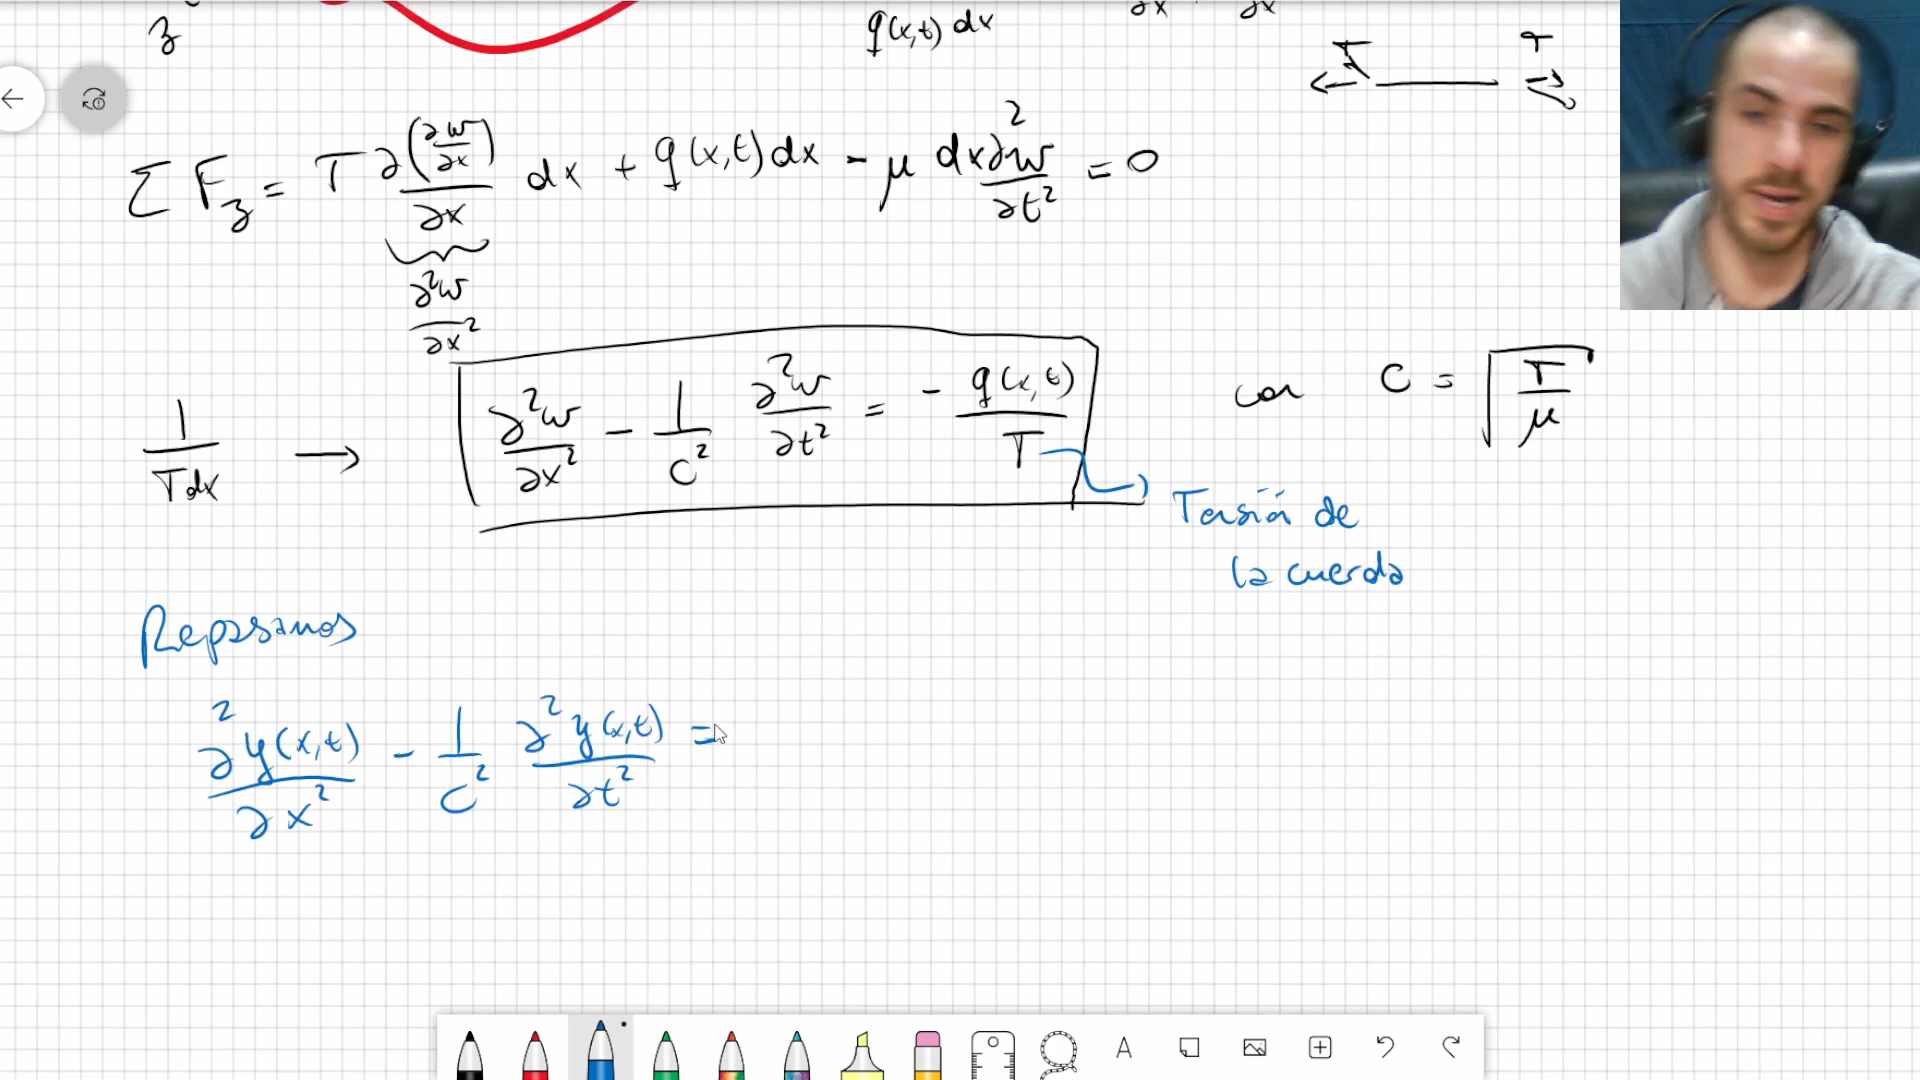 z
q(x,t) dx
∂x ∂x
T T
ΣF_z = T ∂(∂w/∂x)/∂x dx + q(x,t)dx - μ dx ∂²w/∂t² = 0
∂²w/∂x²
1/Tdx → ∂²w/∂x² - 1/c² ∂²w/∂t² = - q(x,t)/T con c = √(T/μ)
Tensión de
la cuerda
Repasamos
∂²y(x,t)/∂x² - 1/c² ∂²y(x,t)/∂t² =
A